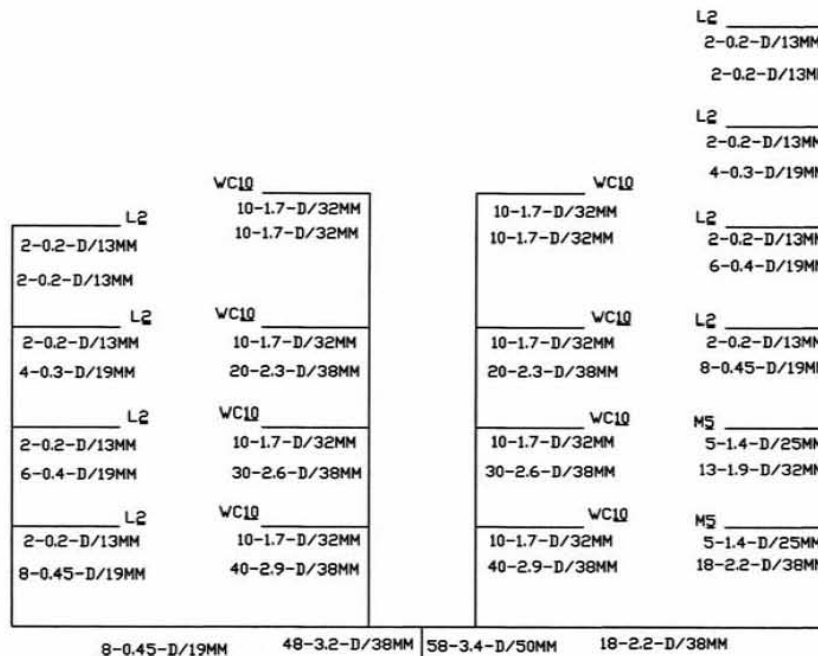 L2
2-0.2-D/13MM
2-0.2-D/13M
L2
2-0.2-D/13MM
4-0.3-D/19M
WC10
10-1.7-D/32MM
10-1.7-D/32MM
WC10
10-1.7-D/32MM
10-1.7-D/32MM
L2
2-0.2-D/13MM
2-0.2-D/13MM
L2
2-0.2-D/13MM
6-0.4-D/19MM
L2
2-0.2-D/13MM
4-0.3-D/19MM
WC10
10-1.7-D/32MM
20-2.3-D/38MM
WC10
10-1.7-D/32MM
20-2.3-D/38MM
L2
2-0.2-D/13MM
8-0.45-D/19MM
L2
2-0.2-D/13MM
6-0.4-D/19MM
WC10
10-1.7-D/32MM
30-2.6-D/38MM
WC10
10-1.7-D/32MM
30-2.6-D/38MM
M5
5-1.4-D/25MM
13-1.9-D/32MM
L2
2-0.2-D/13MM
8-0.45-D/19MM
WC10
10-1.7-D/32MM
40-2.9-D/38MM
WC10
10-1.7-D/32MM
40-2.9-D/38MM
M5
5-1.4-D/25MM
18-2.2-D/38MM
8-0.45-D/19MM
48-3.2-D/38MM
58-3.4-D/50MM
18-2.2-D/38MM